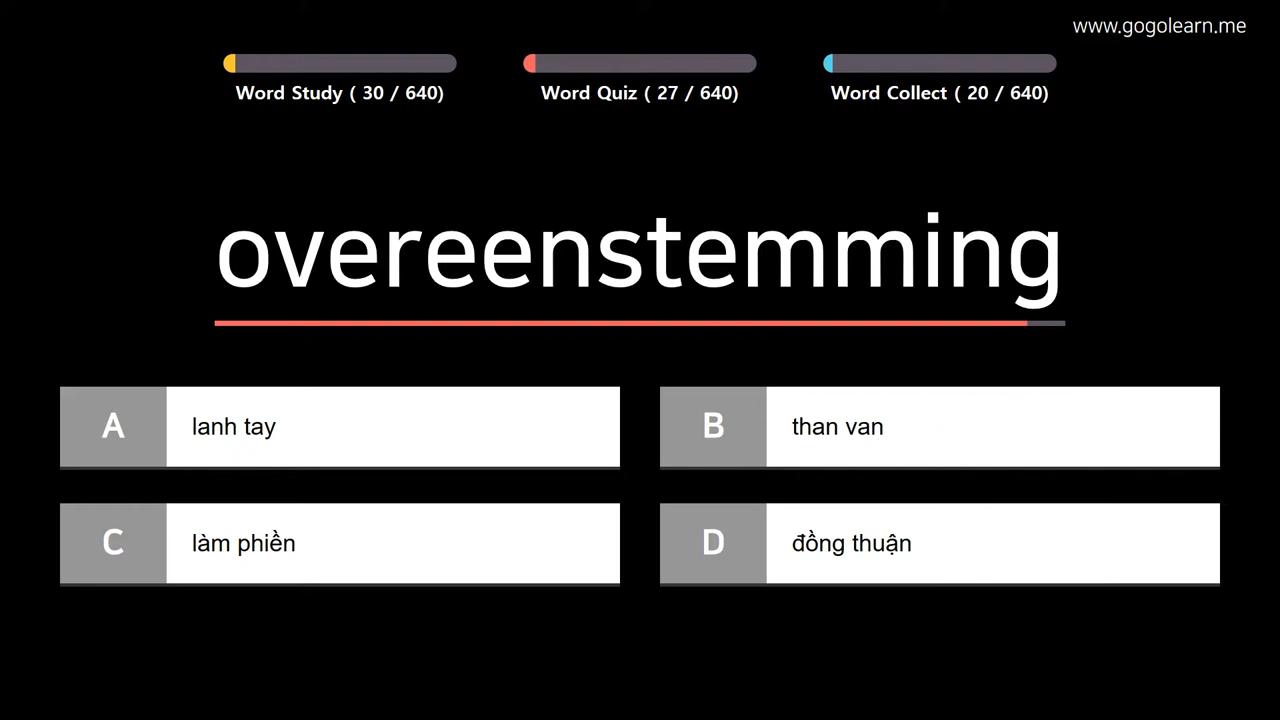 www.gogolearn.me
Word Study ( 30 / 640)
Word Quiz ( 27 / 640)
Word Collect ( 20 / 640)
overeenstemming
A lanh tay
B than van
C làm phiền
D đồng thuận